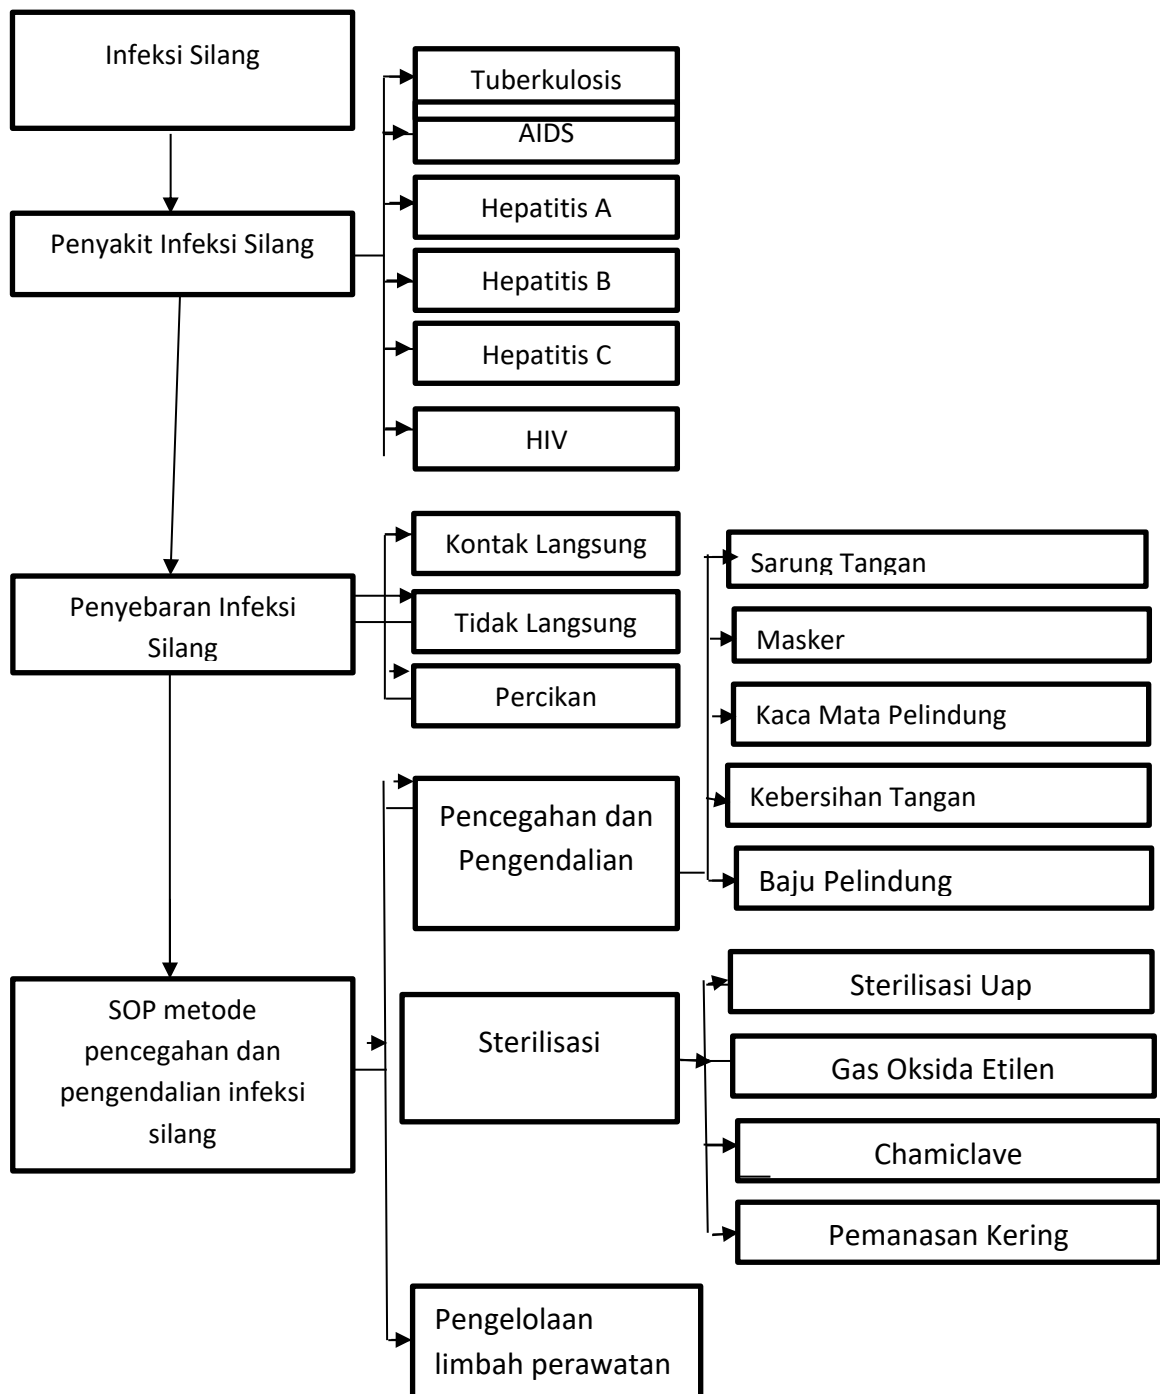 Infeksi Silang
Tuberkulosis
AIDS
Penyakit Infeksi Silang
Hepatitis A
Hepatitis B
Hepatitis C
HIV
Penyebaran Infeksi
Silang
Kontak Langsung
Tidak Langsung
Percikan
Sarung Tangan
Masker
Kaca Mata Pelindung
Kebersihan Tangan
Baju Pelindung
Pencegahan dan
Pengendalian
SOP metode
pencegahan dan
pengendalian infeksi
silang
Sterilisasi
Sterilisasi Uap
Gas Oksida Etilen
Chamiclave
Pemanasan Kering
Pengelolaan
limbah perawatan